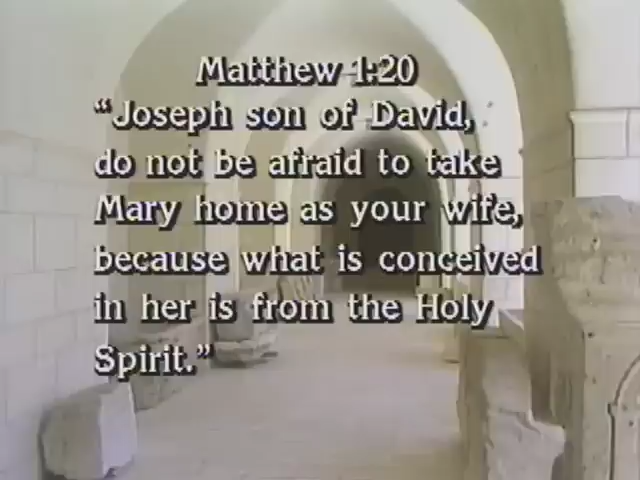 Matthew 1:20
“Joseph son of David,
do not be afraid to take
Mary home as your wife,
because what is conceived
in her is from the Holy
Spirit.”